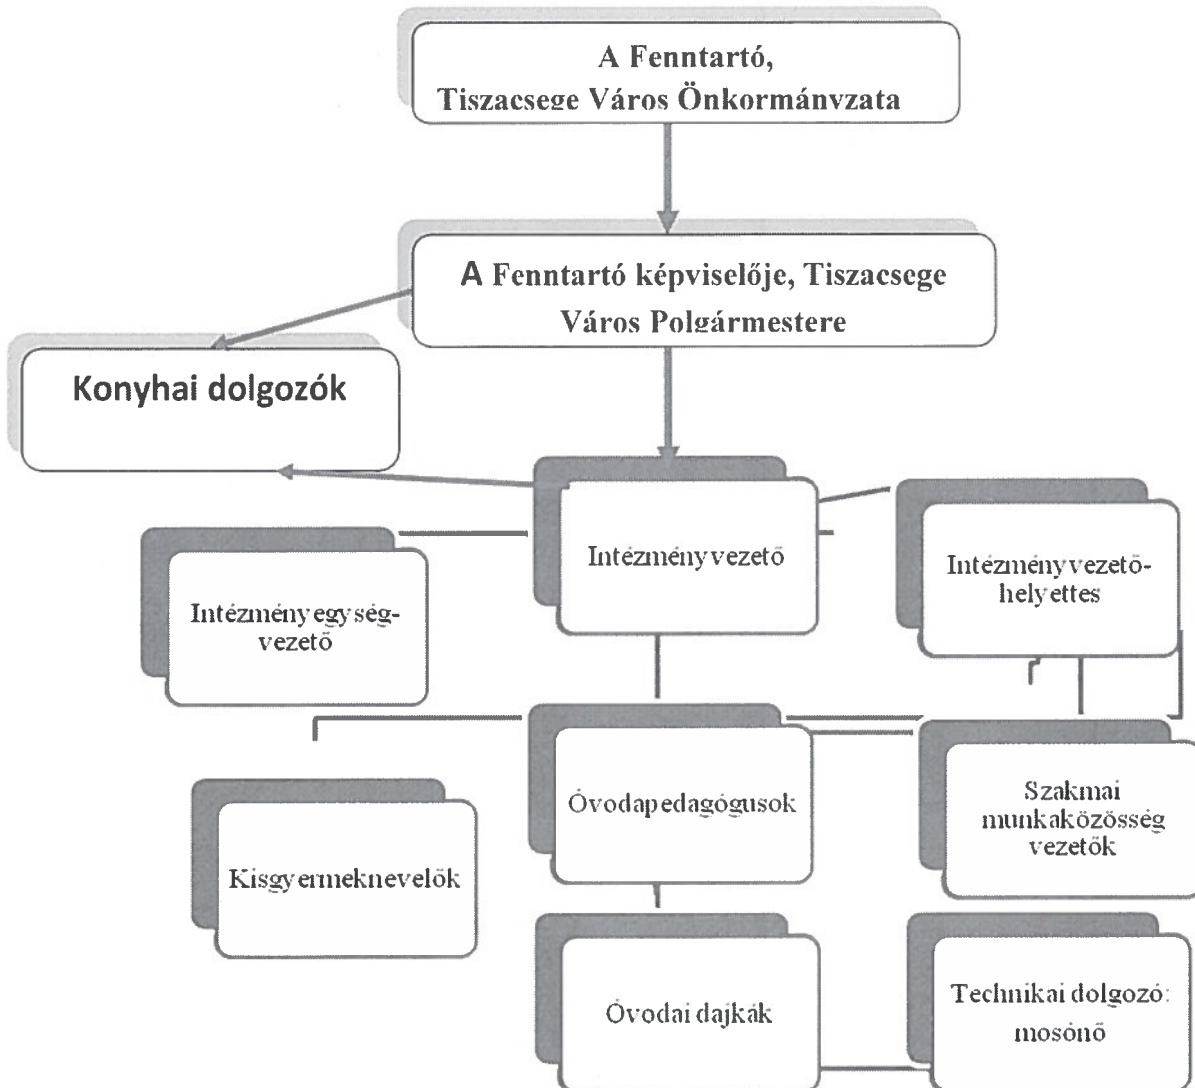 A Fenntartó,
Tiszacsege Város Önkormányzata
A Fenntartó képviselője, Tiszacsege
Város Polgármestere
Konyhai dolgozók
Intézményvezető
Intézményvezető-
helyettes
Intézményegység-
vezető
Óvodapedagógusok
Szakmai
munkaközösség
vezetők
Kisgyermeknevelők
Óvodai dajkák
Technikai dolgozó:
mosónő